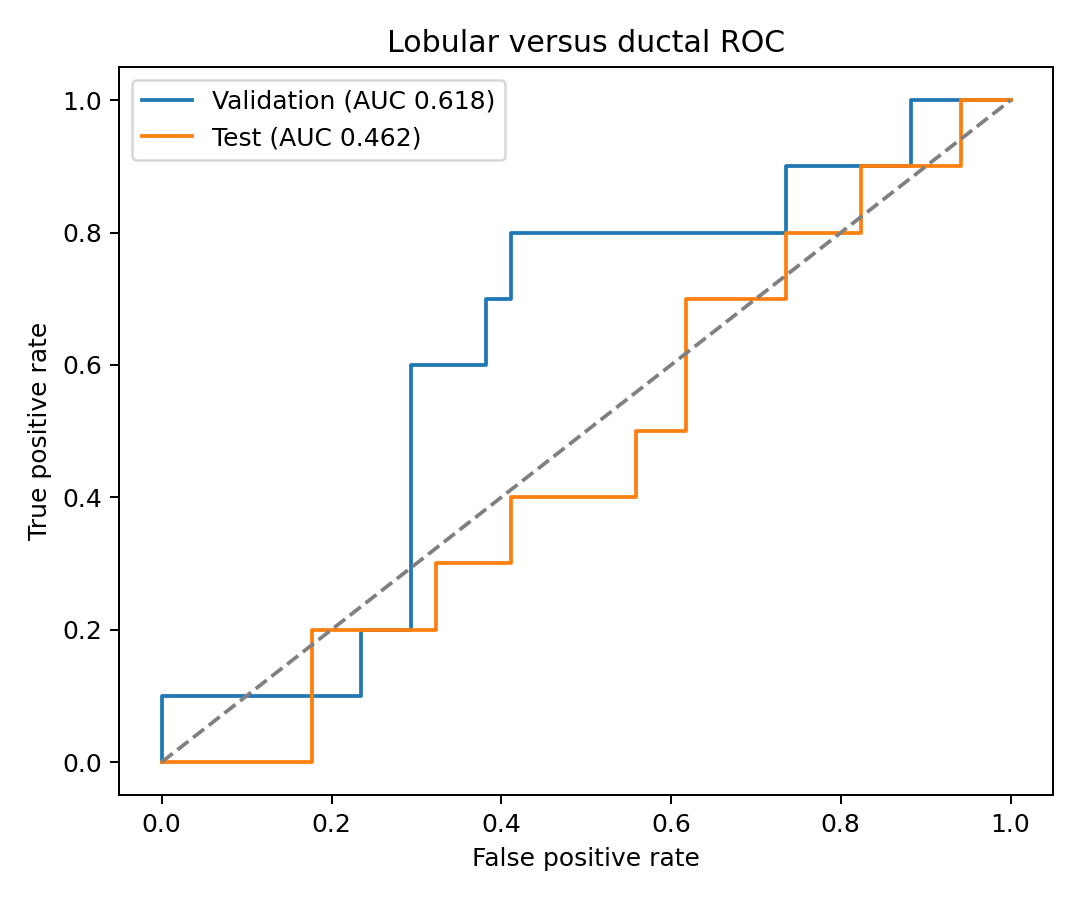 Lobular versus ductal ROC
Validation (AUC 0.618)
Test (AUC 0.462)
1.0
0.8
0.6
0.4
0.2
0.0
True positive rate
0.0 0.2 0.4 0.6 0.8 1.0
False positive rate